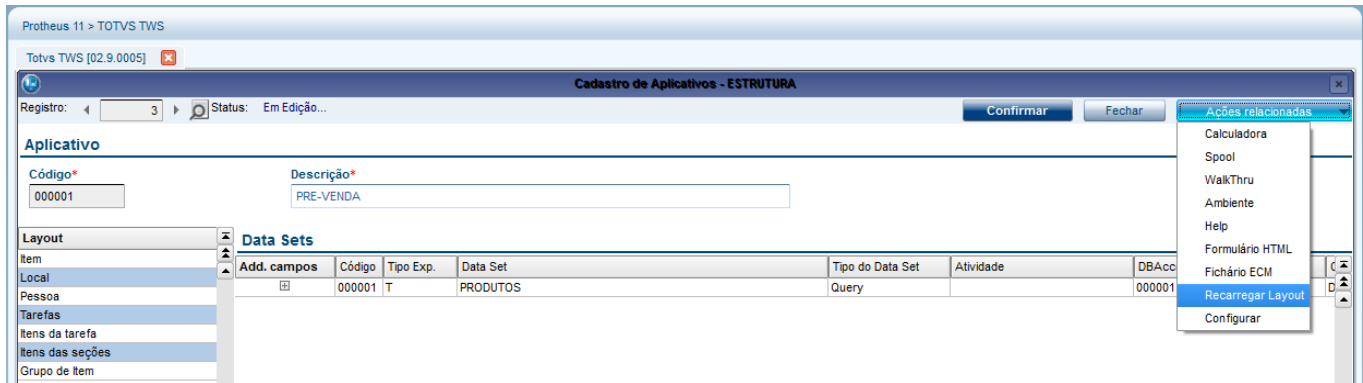 Protheus 11 > TOTVS TWS
Totvs TWS [02.9.0005]
Cadastro de Aplicativos - ESTRUTURA
Registro: 3 Status: Em Edição... Confirmar Fechar Ações relacionadas
Calculadora
Spool
WalkThru
Ambiente
Help
Formulário HTML
Fichário ECM
Recarregar Layout
Configurar
Aplicativo
Código* Descrição*
000001 PRE-VENDA
Layout
Item
Local
Pessoa
Tarefas
Itens da tarefa
Itens das seções
Grupo de Item
Data Sets
Add. campos Código Tipo Exp. Data Set Tipo do Data Set Atividade DBAcc
000001 T PRODUTOS Query 000001